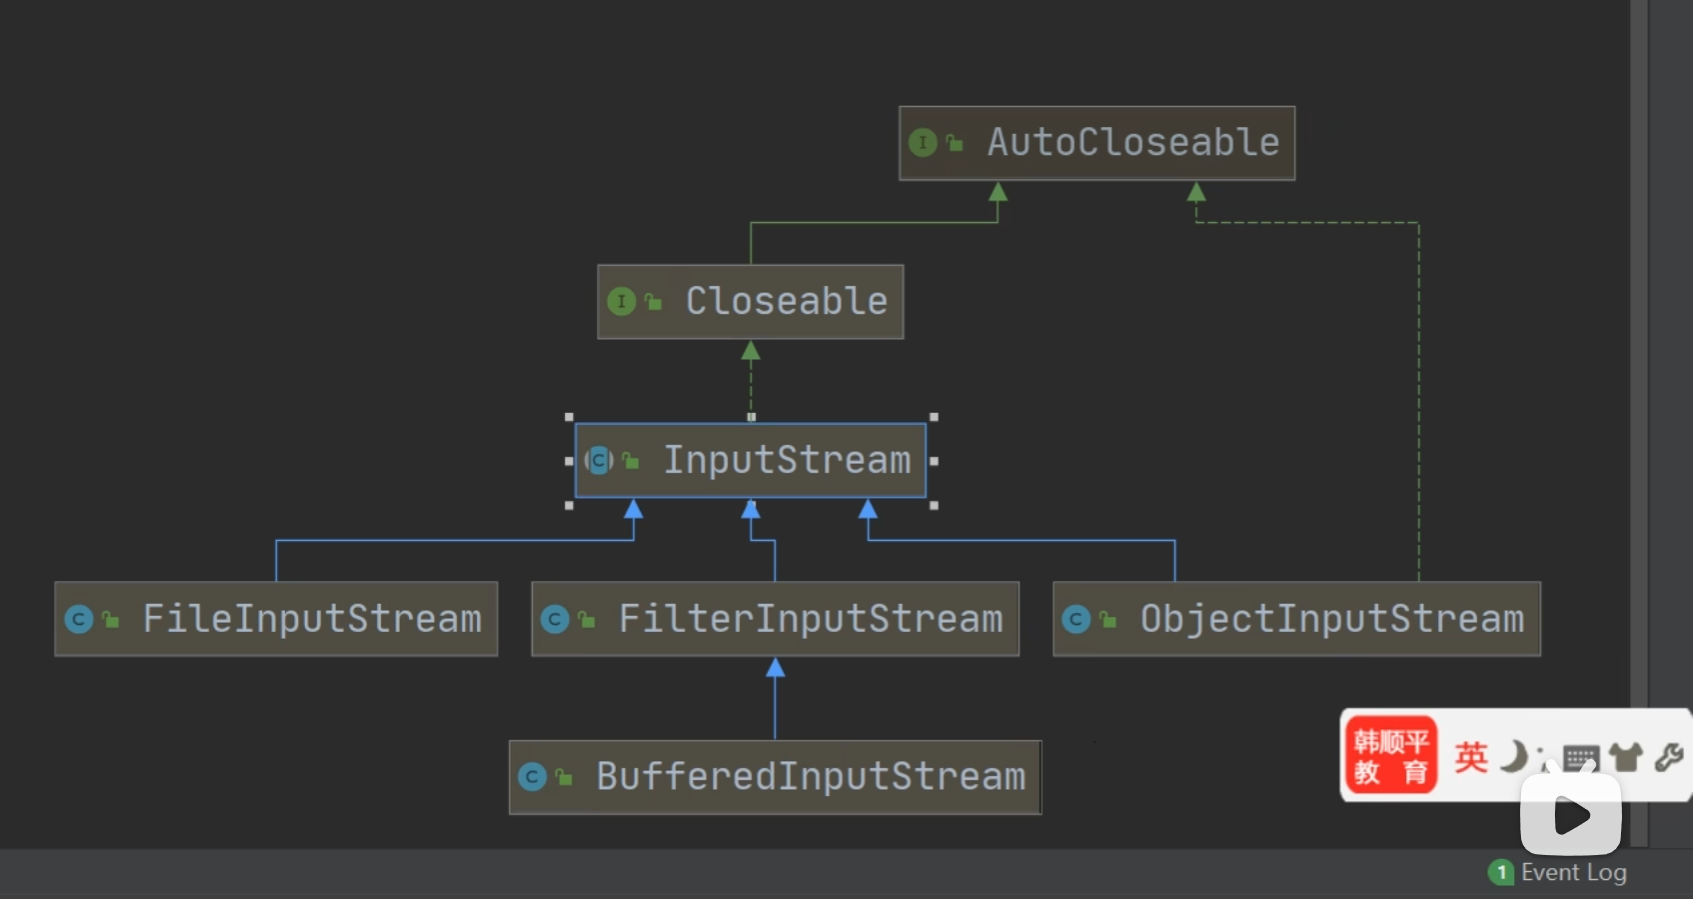 AutoCloseable
Closeable
InputStream
FileInputStream
FilterInputStream
ObjectInputStream
BufferedInputStream
韩顺平
教 育
英
1 Event Log